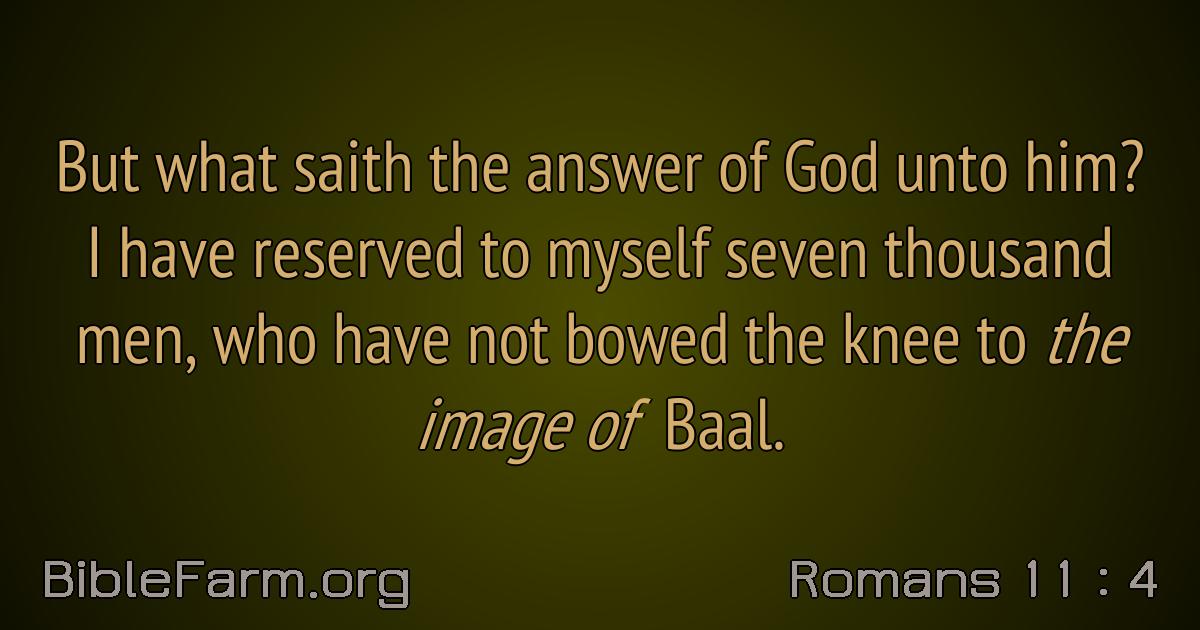 But what saith the answer of God unto him?
I have reserved to myself seven thousand
men, who have not bowed the knee to the
image of Baal.
BibleFarm.org
Romans 11 : 4